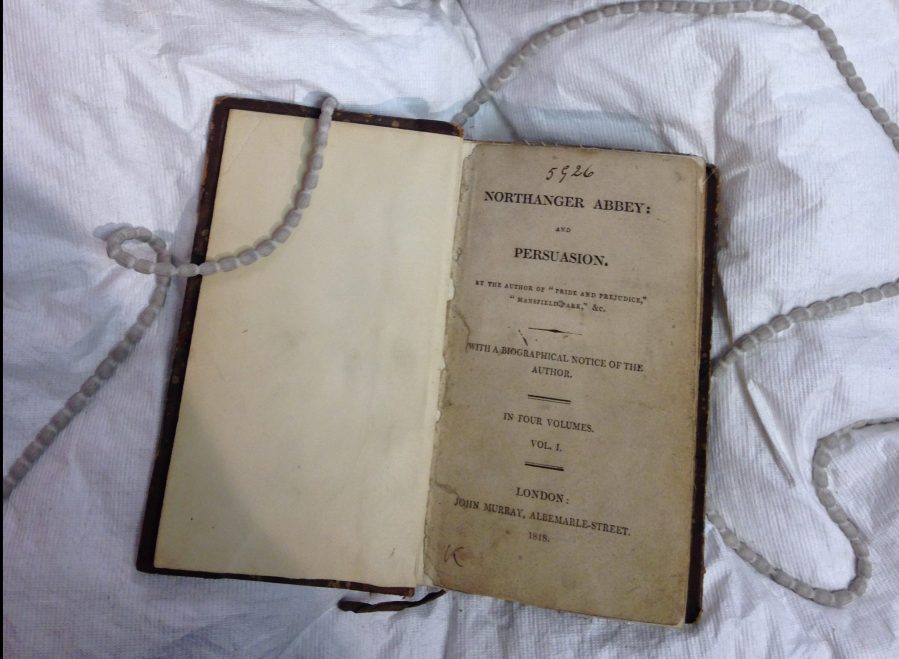 5926
NORTHANGER ABBEY:
AND
PERSUASION.
BY THE AUTHOR OF "PRIDE AND PREJUDICE,"
"MANSFIELD PARK," &c.
WITH A BIOGRAPHICAL NOTICE OF THE
AUTHOR.
IN FOUR VOLUMES.
VOL. I.
LONDON:
JOHN MURRAY, ALBEMARLE-STREET.
1818.
K